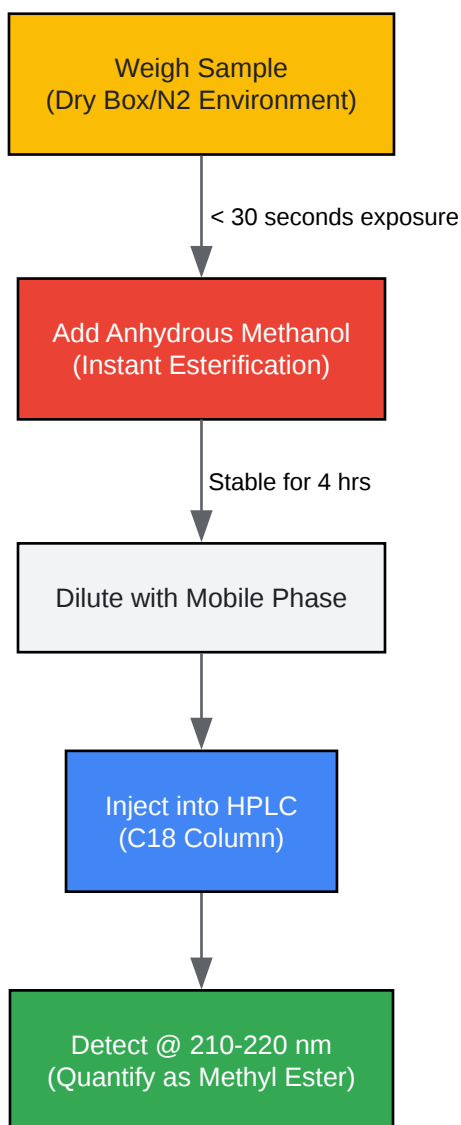 Weigh Sample
(Dry Box/N2 Environment)
< 30 seconds exposure
Add Anhydrous Methanol
(Instant Esterification)
Stable for 4 hrs
Dilute with Mobile Phase
Inject into HPLC
(C18 Column)
Detect @ 210-220 nm
(Quantify as Methyl Ester)